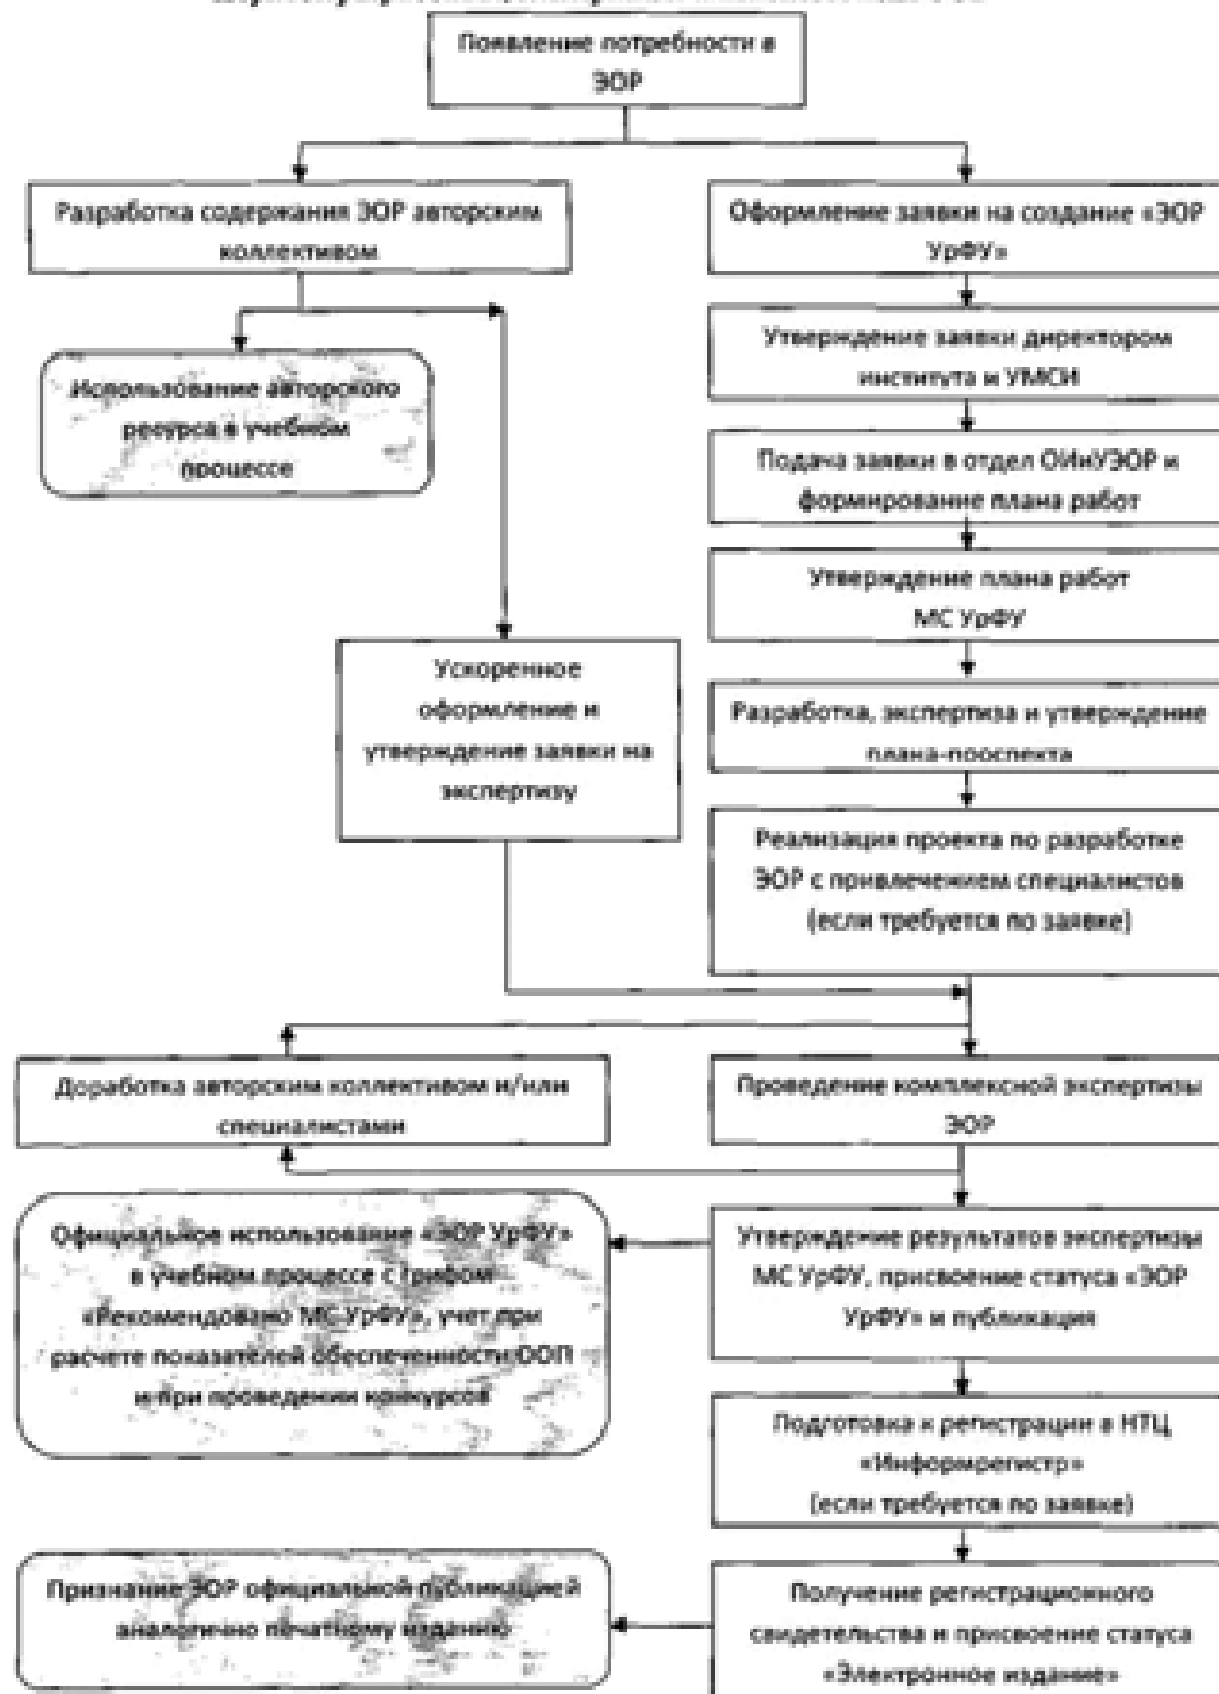 Появление потребности в
ЭОР
Разработка содержания ЭОР авторским
коллективом
Оформление заявки на создание «ЭОР
УрФУ»
Использование авторского
ресурса в учебном
процессе
Утверждение заявки директором
института и УМСИ
Подача заявки в отдел ОИиУЭОР и
формирование плана работ
Утверждение плана работ
МС УрФУ
Ускоренное
оформление и
утверждение заявки на
экспертизу
Разработка, экспертиза и утверждение
плана-проспекта
Реализация проекта по разработке
ЭОР с привлечением специалистов
(если требуется по заявке)
Доработка авторским коллективом и/или
специалистами
Проведение комплексной экспертизы
ЭОР
Официальное использование «ЭОР УрФУ»
в учебном процессе с грифом
«Рекомендовано МС УрФУ», учет при
расчете показателей обеспеченности ООП
и при проведении конкурсов
Утверждение результатов экспертизы
МС УрФУ, присвоение статуса «ЭОР
УрФУ» и публикация
Подготовка к регистрации в НТЦ
«Информрегистр»
(если требуется по заявке)
Признание ЭОР официальной публикацией
аналогично печатному изданию
Получение регистрационного
свидетельства и присвоение статуса
«Электронное издание»